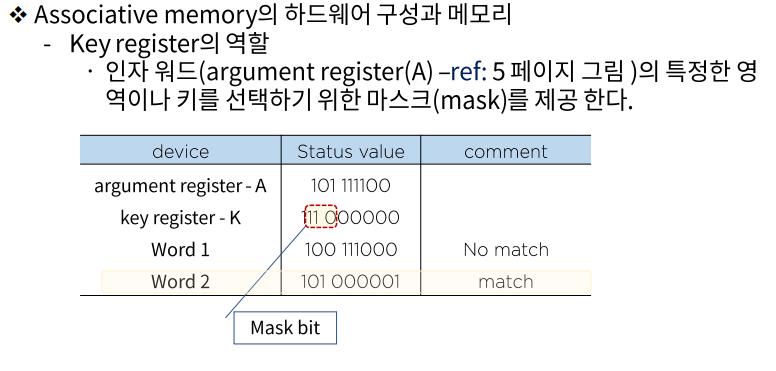 ❖ Associative memory의 하드웨어 구성과 메모리
- Key register의 역할
· 인자 워드(argument register(A) –ref: 5 페이지 그림 )의 특정한 영
역이나 키를 선택하기 위한 마스크(mask)를 제공 한다.
device Status value comment
argument register - A 101 111100
key register - K 111 000000
Word 1 100 111000 No match
Word 2 101 000001 match
Mask bit